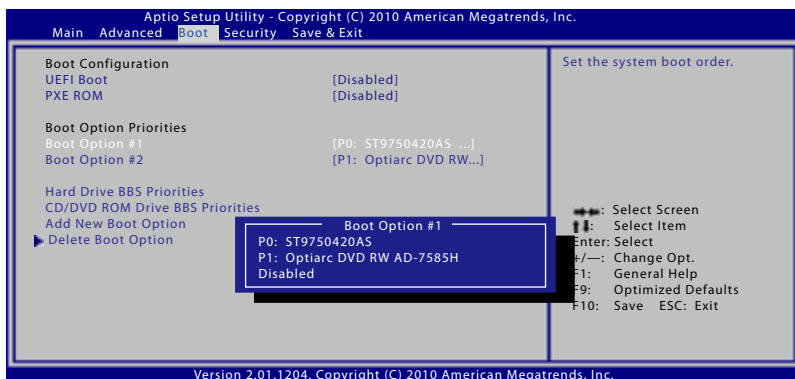 Aptio Setup Utility - Copyright (C) 2010 American Megatrends, Inc.
Main Advanced Boot Security Save & Exit
Boot Configuration
UEFI Boot [Disabled]
PXE ROM [Disabled]
Boot Option Priorities
Boot Option #1 [P0: ST9750420AS ...]
Boot Option #2 [P1: Optiarc DVD RW...]
Hard Drive BBS Priorities
CD/DVD ROM Drive BBS Priorities
Add New Boot Option
Delete Boot Option
Boot Option #1
P0: ST9750420AS
P1: Optiarc DVD RW AD-7585H
Disabled
Set the system boot order.
: Select Screen
: Select Item
Enter: Select
+/—: Change Opt.
F1: General Help
F9: Optimized Defaults
F10: Save ESC: Exit
Version 2.01.1204. Copyright (C) 2010 American Megatrends, Inc.